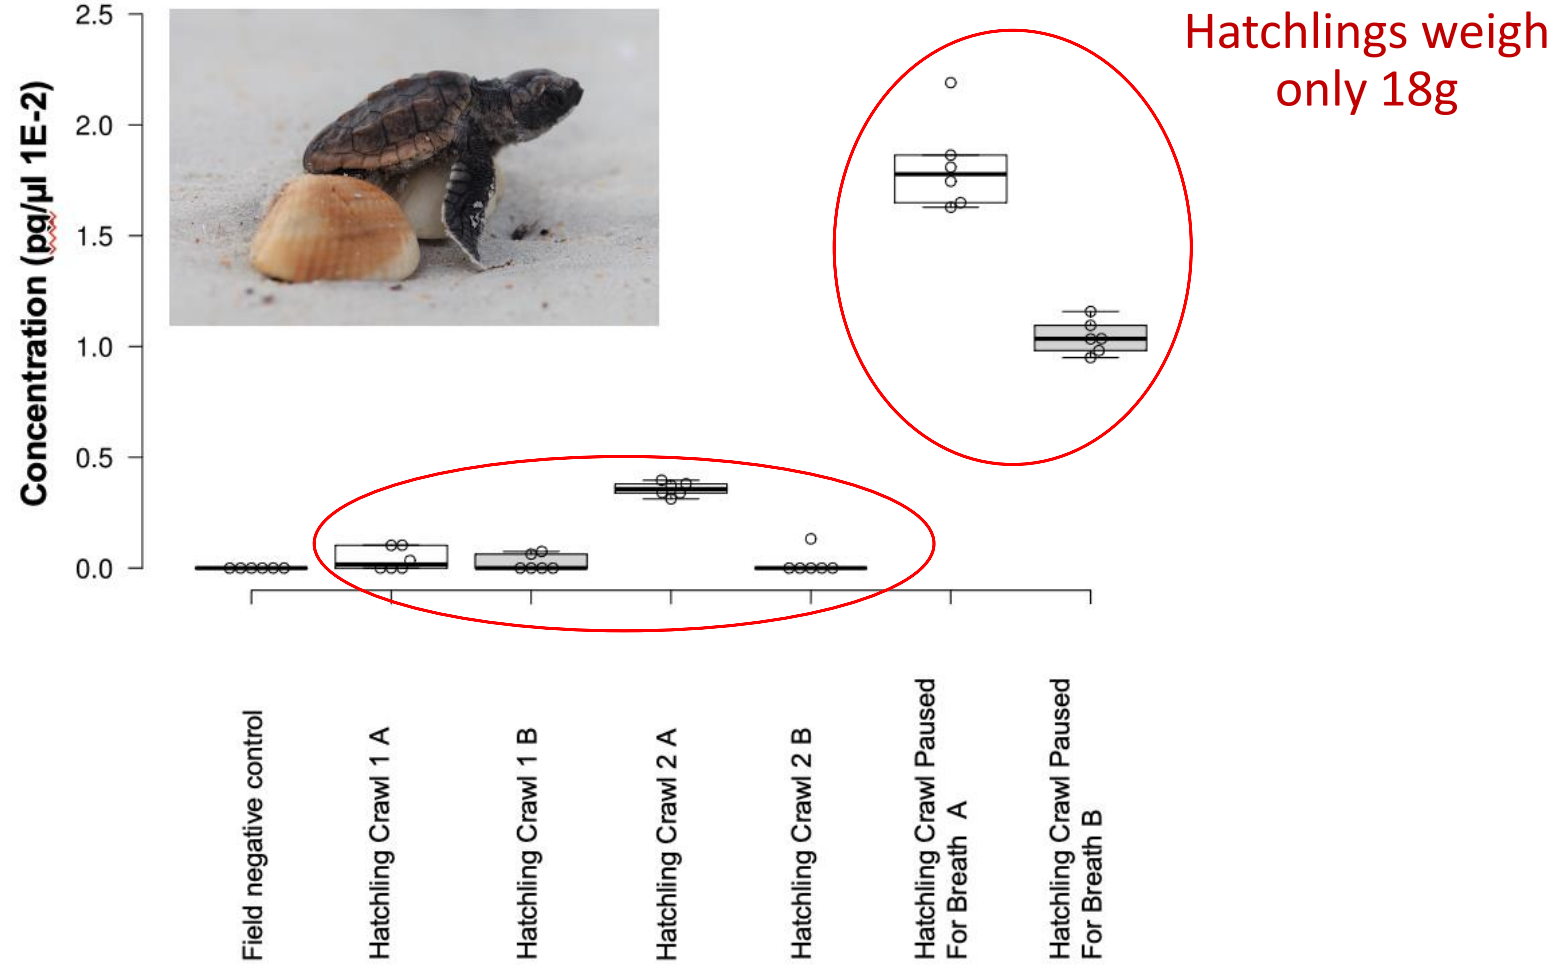 Hatchlings weigh
only 18g
Concentration (pg/µl 1E-2)
2.5
2.0
1.5
1.0
0.5
0.0
Field negative control
Hatchling Crawl 1 A
Hatchling Crawl 1 B
Hatchling Crawl 2 A
Hatchling Crawl 2 B
Hatchling Crawl Paused
For Breath A
Hatchling Crawl Paused
For Breath B